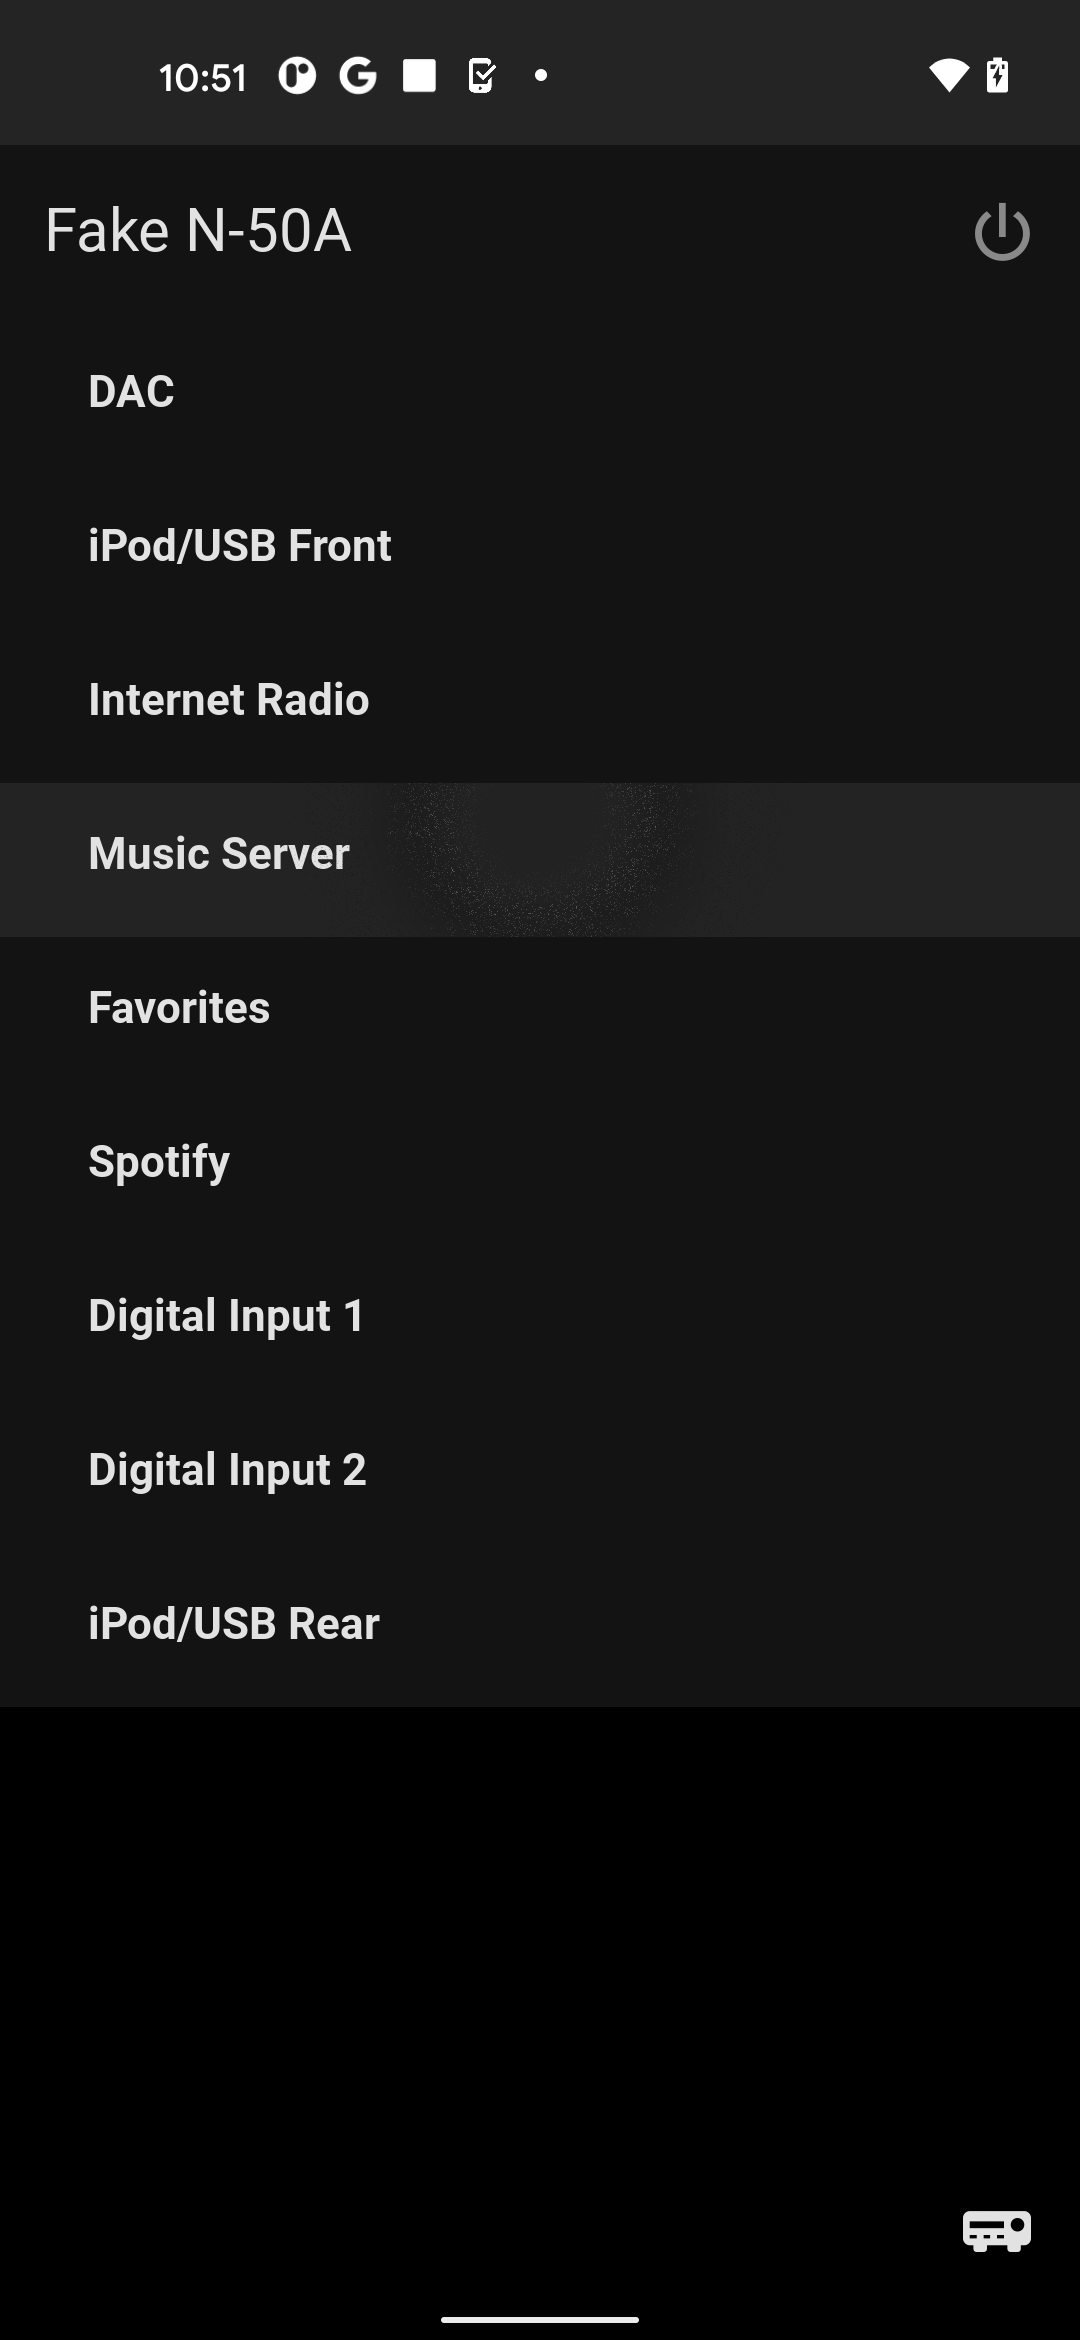 10:51
Fake N-50A
DAC
iPod/USB Front
Internet Radio
Music Server
Favorites
Spotify
Digital Input 1
Digital Input 2
iPod/USB Rear